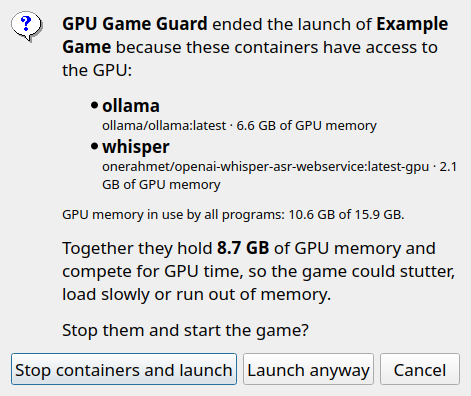 GPU Game Guard ended the launch of Example
Game because these containers have access to
the GPU:
• ollama
ollama/ollama:latest · 6.6 GB of GPU memory
• whisper
onerahmet/openai-whisper-asr-webservice:latest-gpu · 2.1
GB of GPU memory
GPU memory in use by all programs: 10.6 GB of 15.9 GB.
Together they hold 8.7 GB of GPU memory and
compete for GPU time, so the game could stutter,
load slowly or run out of memory.
Stop them and start the game?
Stop containers and launch
Launch anyway
Cancel